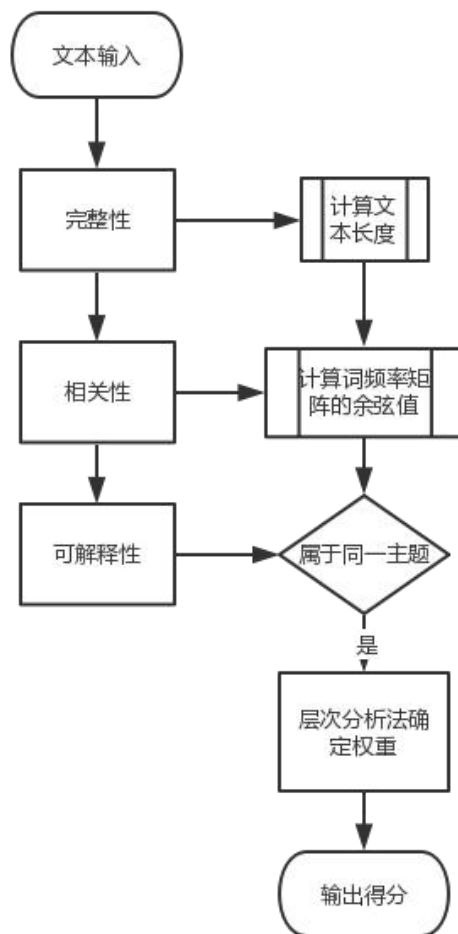 文本输入
完整性
计算文
本长度
相关性
计算词频率矩
阵的余弦值
可解释性
属于同一主题
是
层次分析法确
定权重
输出得分